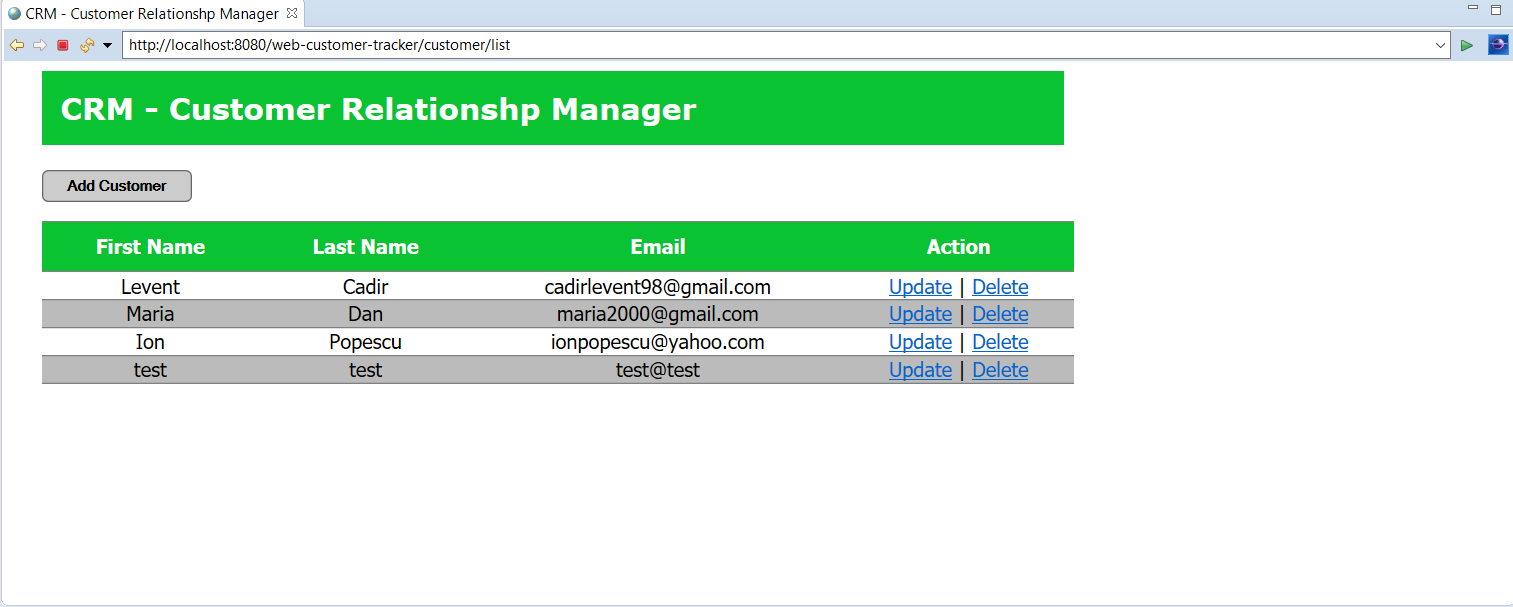 CRM - Customer Relationshp Manager
http://localhost:8080/web-customer-tracker/customer/list
CRM - Customer Relationshp Manager
Add Customer
First Name Last Name Email Action
Levent Cadir cadirlevent98@gmail.com Update | Delete
Maria Dan maria2000@gmail.com Update | Delete
Ion Popescu ionpopescu@yahoo.com Update | Delete
test test test@test Update | Delete